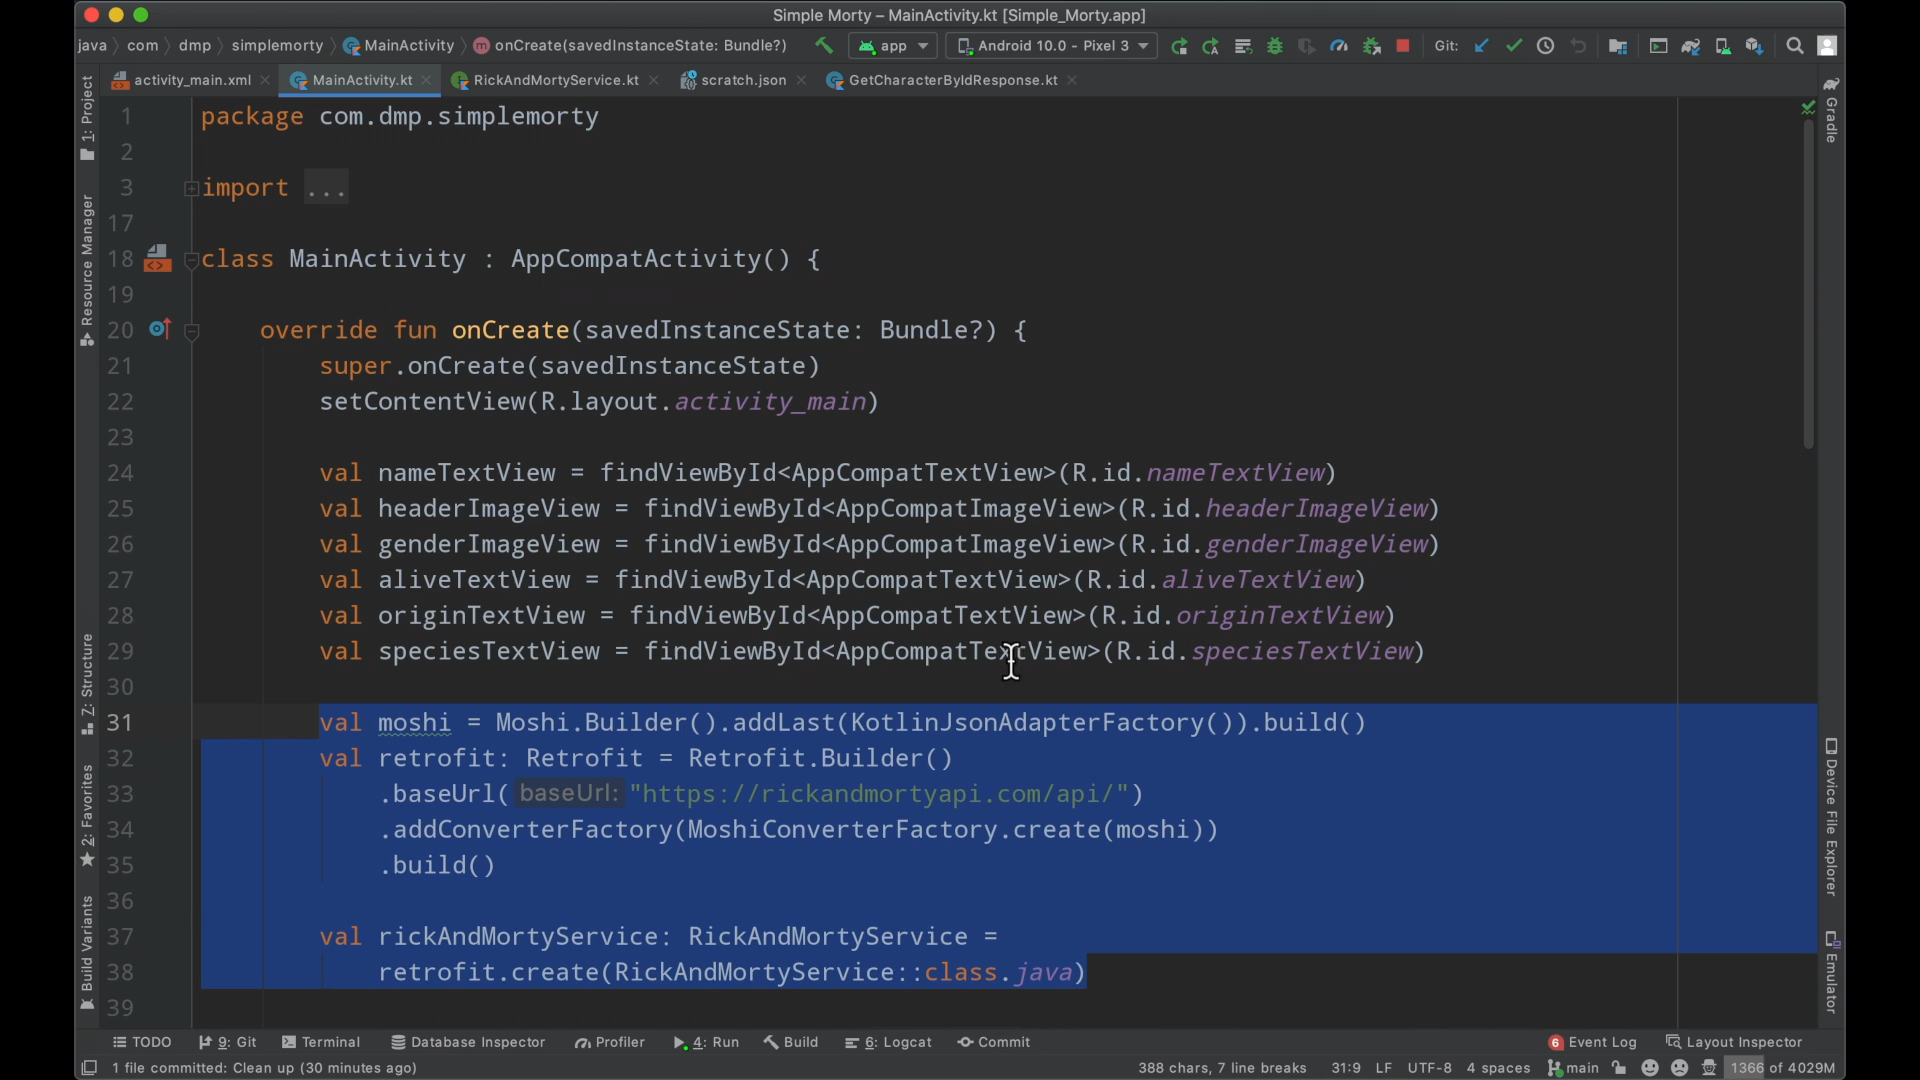 Simple Morty – MainActivity.kt [Simple_Morty.app]
java com dmp simplemorty MainActivity onCreate(savedInstanceState: Bundle?) app Android 10.0 - Pixel 3 Git:
activity_main.xml MainActivity.kt RickAndMortyService.kt scratch.json GetCharacterByIdResponse.kt
1: Project
Resource Manager
7: Structure
2: Favorites
Build Variants
1 package com.dmp.simplemorty
2
3 import ...
17
18 class MainActivity : AppCompatActivity() {
19
20 override fun onCreate(savedInstanceState: Bundle?) {
21 super.onCreate(savedInstanceState)
22 setContentView(R.layout.activity_main)
23
24 val nameTextView = findViewById<AppCompatTextView>(R.id.nameTextView)
25 val headerImageView = findViewById<AppCompatImageView>(R.id.headerImageView)
26 val genderImageView = findViewById<AppCompatImageView>(R.id.genderImageView)
27 val aliveTextView = findViewById<AppCompatTextView>(R.id.aliveTextView)
28 val originTextView = findViewById<AppCompatTextView>(R.id.originTextView)
29 val speciesTextView = findViewById<AppCompatTextView>(R.id.speciesTextView)
30
31 val moshi = Moshi.Builder().addLast(KotlinJsonAdapterFactory()).build()
32 val retrofit: Retrofit = Retrofit.Builder()
33 .baseUrl( baseUrl: "https://rickandmortyapi.com/api/")
34 .addConverterFactory(MoshiConverterFactory.create(moshi))
35 .build()
36
37 val rickAndMortyService: RickAndMortyService =
38 retrofit.create(RickAndMortyService::class.java)
39
Gradle
Device File Explorer
Emulator
TODO 9: Git Terminal Database Inspector Profiler 4: Run Build 6: Logcat Commit 6 Event Log Layout Inspector
1 file committed: Clean up (30 minutes ago) 388 chars, 7 line breaks 31:9 LF UTF-8 4 spaces main 1366 of 4029M